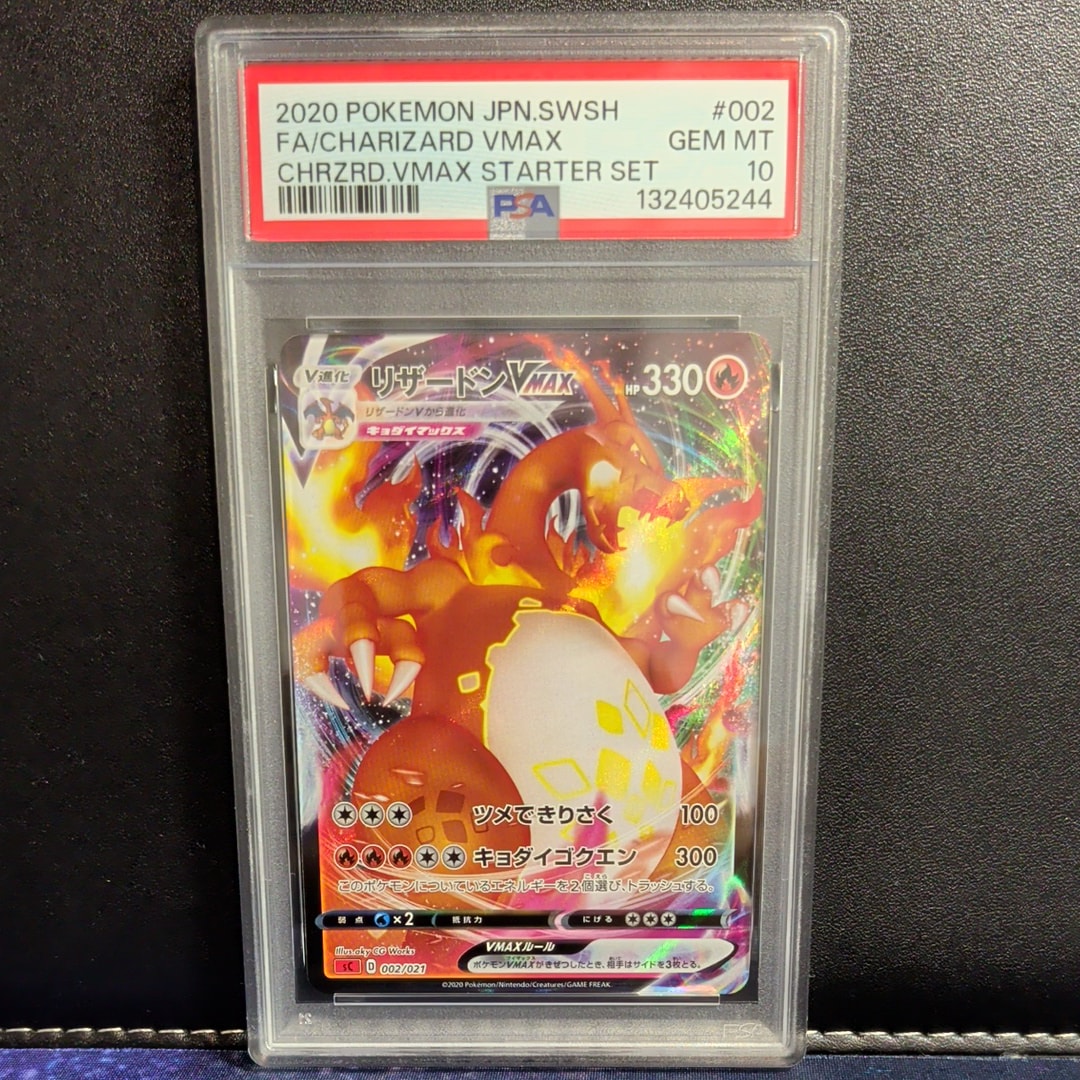 2020 POKEMON JPN.SWSH #002
FA/CHARIZARD VMAX GEM MT
CHRZRD.VMAX STARTER SET 10
PSA 132405244
V進化 リザードンVMAX HP 330
リザードンVから進化
キョダイマックス
ツメできりさく 100
キョダイゴクエン 300
このポケモンについているエネルギーを2個選び、トラッシュする。
弱点 ×2 抵抗力 にげる
Illus.aky CG Works
VMAXルール
sC D 002/021
ポケモンVMAXがきぜつしたとき、相手はサイドを3枚とる。
©2020 Pokémon/Nintendo/Creatures/GAME FREAK.